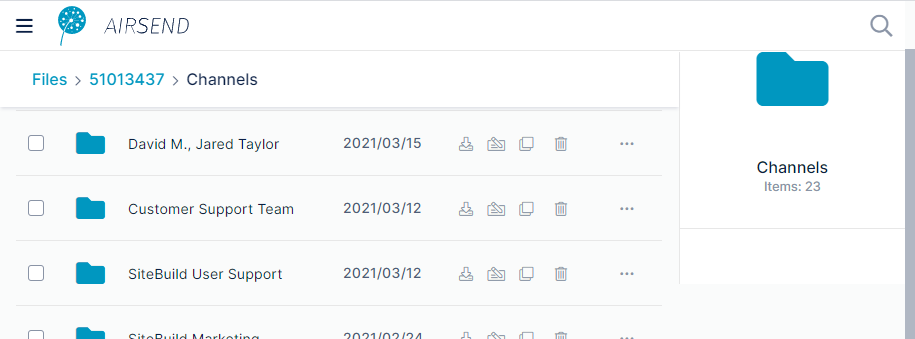 AIRSEND
Files > 51013437 > Channels
David M., Jared Taylor 2021/03/15 ...
Customer Support Team 2021/03/12 ...
SiteBuild User Support 2021/03/12 ...
SiteBuild Marketing 2021/02/24 ...
Channels
Items: 23